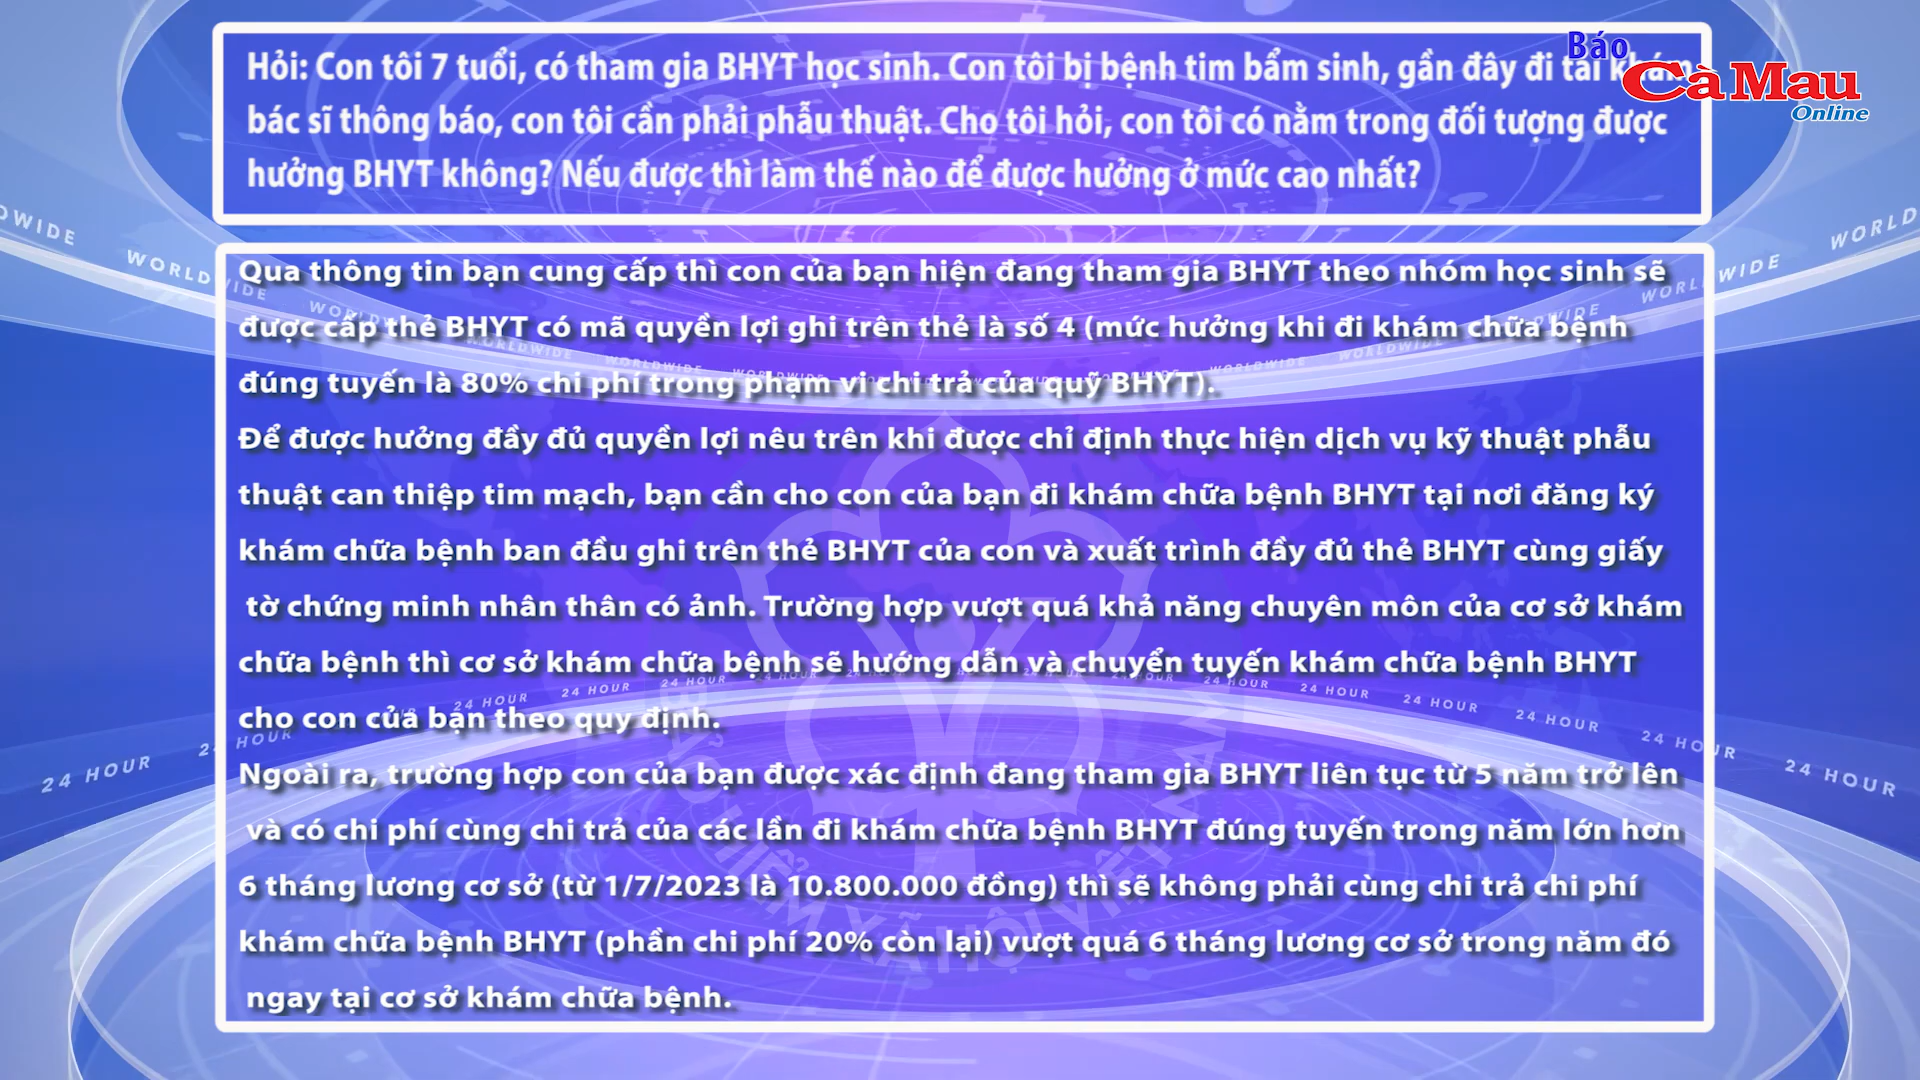 Báo
Cà Mau
Online
Hỏi: Con tôi 7 tuổi, có tham gia BHYT học sinh. Con tôi bị bệnh tim bẩm sinh, gần đây đi tái khám
bác sĩ thông báo, con tôi cần phải phẫu thuật. Cho tôi hỏi, con tôi có nằm trong đối tượng được
hưởng BHYT không? Nếu được thì làm thế nào để được hưởng ở mức cao nhất?
Qua thông tin bạn cung cấp thì con của bạn hiện đang tham gia BHYT theo nhóm học sinh sẽ
được cấp thẻ BHYT có mã quyền lợi ghi trên thẻ là số 4 (mức hưởng khi đi khám chữa bệnh
đúng tuyến là 80% chi phí trong phạm vi chi trả của quỹ BHYT).
Để được hưởng đầy đủ quyền lợi nêu trên khi được chỉ định thực hiện dịch vụ kỹ thuật phẫu
thuật can thiệp tim mạch, bạn cần cho con của bạn đi khám chữa bệnh BHYT tại nơi đăng ký
khám chữa bệnh ban đầu ghi trên thẻ BHYT của con và xuất trình đầy đủ thẻ BHYT cùng giấy
tờ chứng minh nhân thân có ảnh. Trường hợp vượt quá khả năng chuyên môn của cơ sở khám
chữa bệnh thì cơ sở khám chữa bệnh sẽ hướng dẫn và chuyển tuyến khám chữa bệnh BHYT
cho con của bạn theo quy định.
Ngoài ra, trường hợp con của bạn được xác định đang tham gia BHYT liên tục từ 5 năm trở lên
và có chi phí cùng chi trả của các lần đi khám chữa bệnh BHYT đúng tuyến trong năm lớn hơn
6 tháng lương cơ sở (từ 1/7/2023 là 10.800.000 đồng) thì sẽ không phải cùng chi trả chi phí
khám chữa bệnh BHYT (phần chi phí 20% còn lại) vượt quá 6 tháng lương cơ sở trong năm đó
ngay tại cơ sở khám chữa bệnh.
WORLDWIDE
24 HOUR